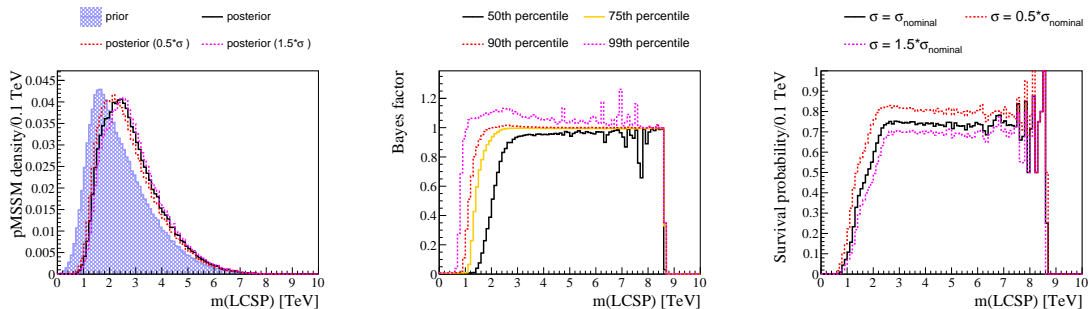 prior
posterior
posterior (0.5*σ )
posterior (1.5*σ )
pMSSM density/0.1 TeV
0.045
0.04
0.035
0.03
0.025
0.02
0.015
0.01
0.005
0
0 1 2 3 4 5 6 7 8 9 10
m(LCSP) [TeV]
50th percentile
75th percentile
90th percentile
99th percentile
Bayes factor
1.2
1
0.8
0.6
0.4
0.2
0
0 1 2 3 4 5 6 7 8 9 10
m(LCSP) [TeV]
σ = σnominal
σ = 0.5*σnominal
σ = 1.5*σnominal
Survival probability/0.1 TeV
1
0.9
0.8
0.7
0.6
0.5
0.4
0.3
0.2
0.1
0
0 1 2 3 4 5 6 7 8 9 10
m(LCSP) [TeV]